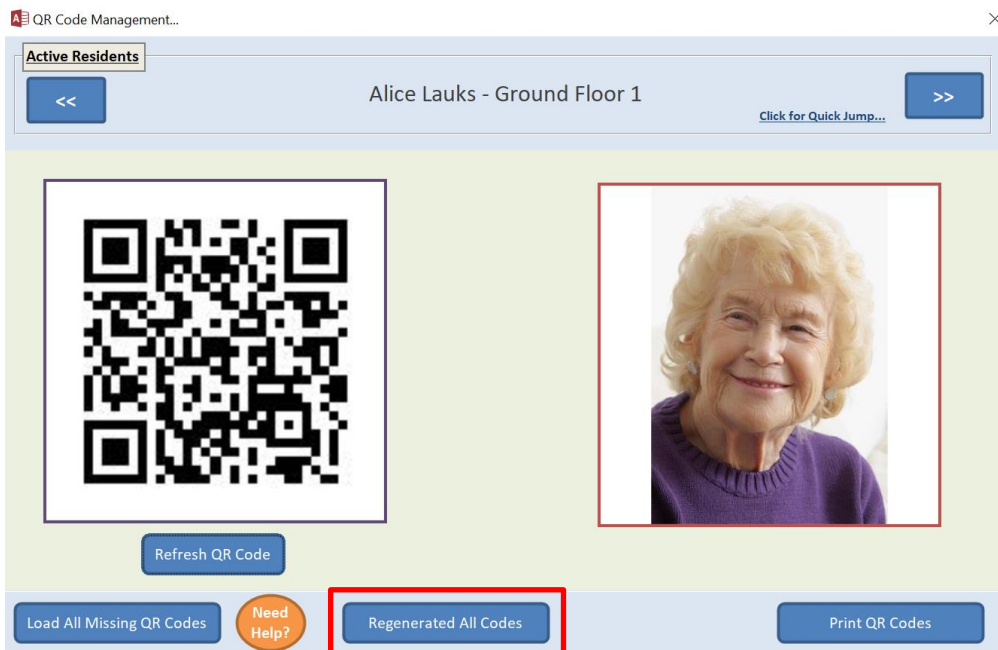 QR Code Management...
Active Residents
<<
Alice Lauks - Ground Floor 1
Click for Quick Jump...
>>
Refresh QR Code
Load All Missing QR Codes
Need
Help?
Regenerated All Codes
Print QR Codes